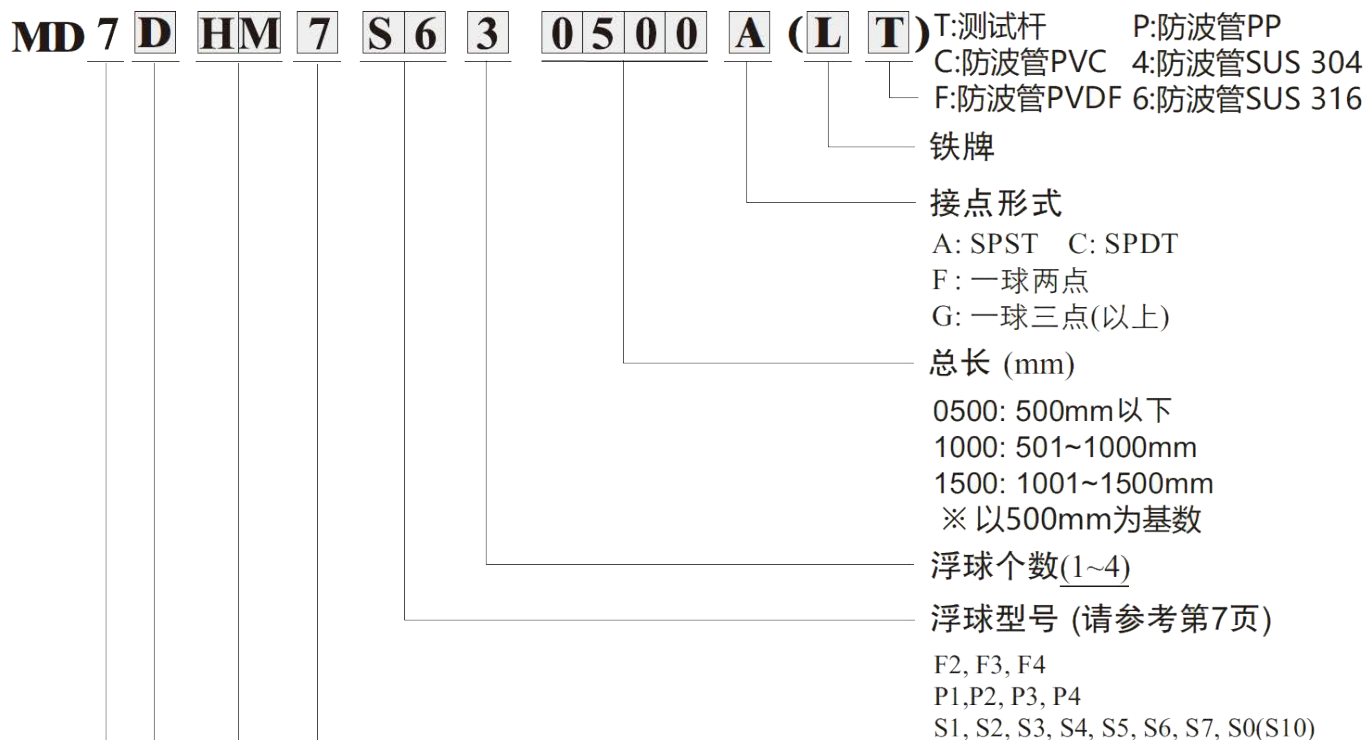 MD 7 D HM 7 S6 3 0500 A (L T)
T:测试杆 P:防波管PP
C:防波管PVC 4:防波管SUS 304
F:防波管PVDF 6:防波管SUS 316
铁牌
接点形式
A: SPST C: SPDT
F: 一球两点
G: 一球三点(以上)
总长 (mm)
0500: 500mm以下
1000: 501~1000mm
1500: 1001~1500mm
※ 以500mm为基数
浮球个数(1~4)
浮球型号 (请参考第7页)
F2, F3, F4
P1,P2, P3, P4
S1, S2, S3, S4, S5, S6, S7, S0(S10)